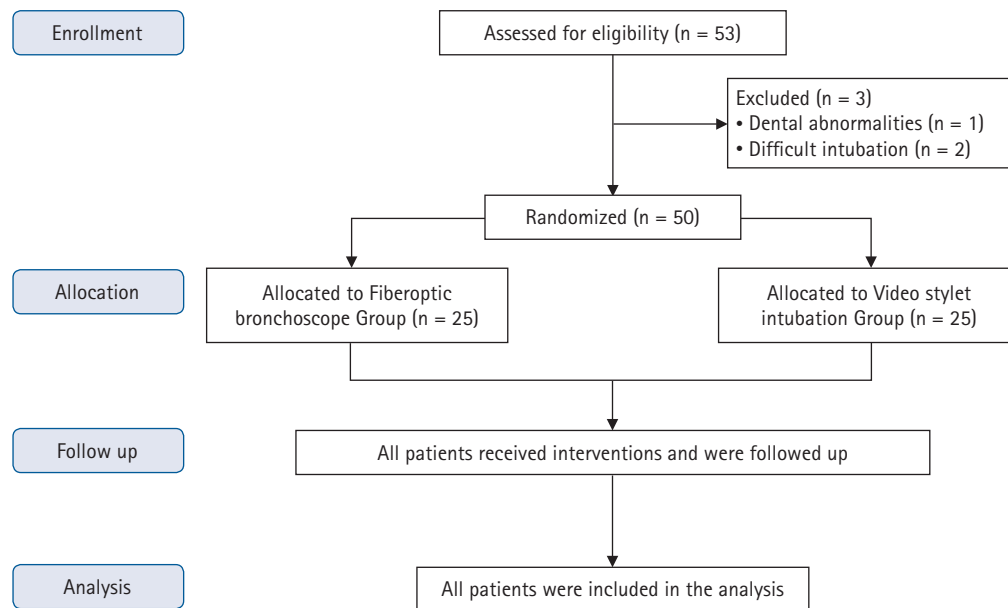 Enrollment
Assessed for eligibility (n = 53)
Excluded (n = 3)
• Dental abnormalities (n = 1)
• Difficult intubation (n = 2)
Randomized (n = 50)
Allocation
Allocated to Fiberoptic
bronchoscope Group (n = 25)
Allocated to Video stylet
intubation Group (n = 25)
Follow up
All patients received interventions and were followed up
Analysis
All patients were included in the analysis